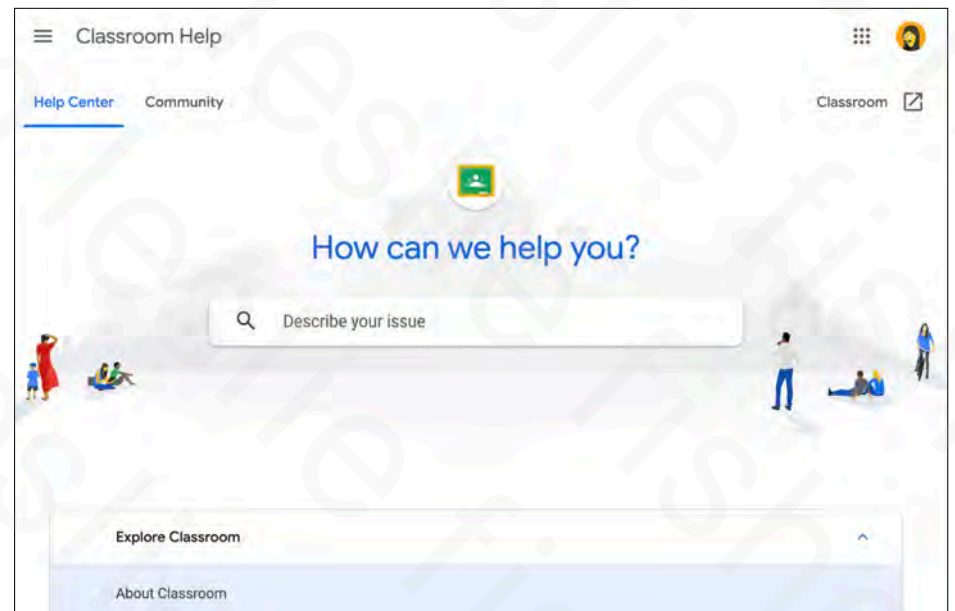 Classroom Help
Help Center Community Classroom
How can we help you?
Describe your issue
Explore Classroom
About Classroom